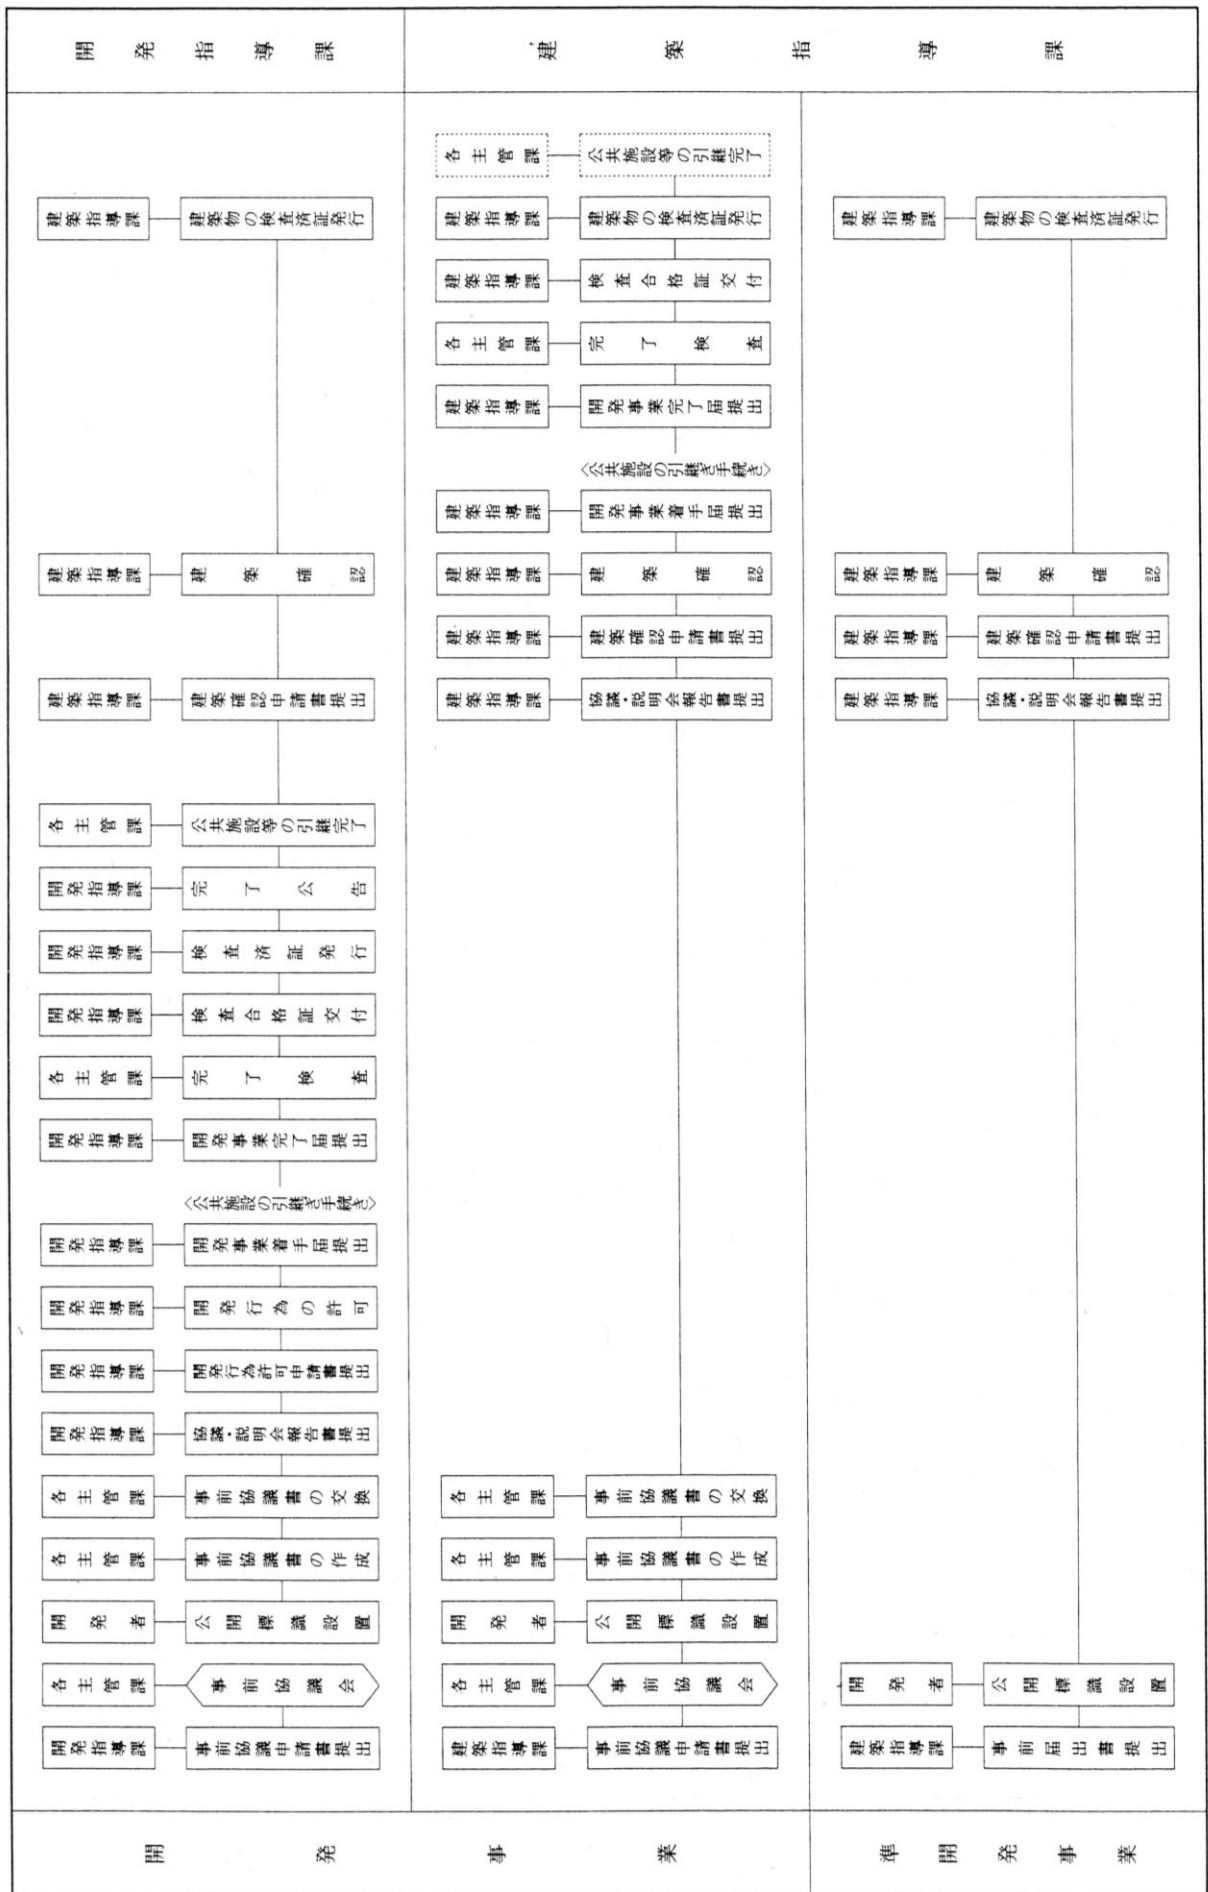 開発事業
開発指導課
事前協議申請書提出
各主管課
事前協議会
開発者
公開標識設置
各主管課
事前協議書の作成
各主管課
事前協議書の交換
開発指導課
協議・説明会報告書提出
開発指導課
開発行為許可申請書提出
開発指導課
開発行為の許可
開発指導課
開発事業着手届提出
〈公共施設の引継ぎ手続き〉
開発指導課
開発事業完了届提出
各主管課
完了検査
開発指導課
検査合格証交付
開発指導課
検査済証発行
開発指導課
完了公告
各主管課
公共施設等の引継完了
建築指導課
建築確認申請書提出
建築指導課
建築確認
建築指導課
建築物の検査済証発行
開発指導課
建築指導課
事前協議申請書提出
各主管課
事前協議会
開発者
公開標識設置
各主管課
事前協議書の作成
各主管課
事前協議書の交換
建築指導課
協議・説明会報告書提出
建築指導課
建築確認申請書提出
建築指導課
建築確認
建築指導課
開発事業着手届提出
〈公共施設の引継ぎ手続き〉
建築指導課
開発事業完了届提出
各主管課
完了検査
建築指導課
検査合格証交付
建築指導課
建築物の検査済証発行
各主管課
公共施設等の引継完了
建築指導課
準開発事業
建築指導課
事前届出書提出
開発者
公開標識設置
建築指導課
協議・説明会報告書提出
建築指導課
建築確認申請書提出
建築指導課
建築確認
建築指導課
建築物の検査済証発行